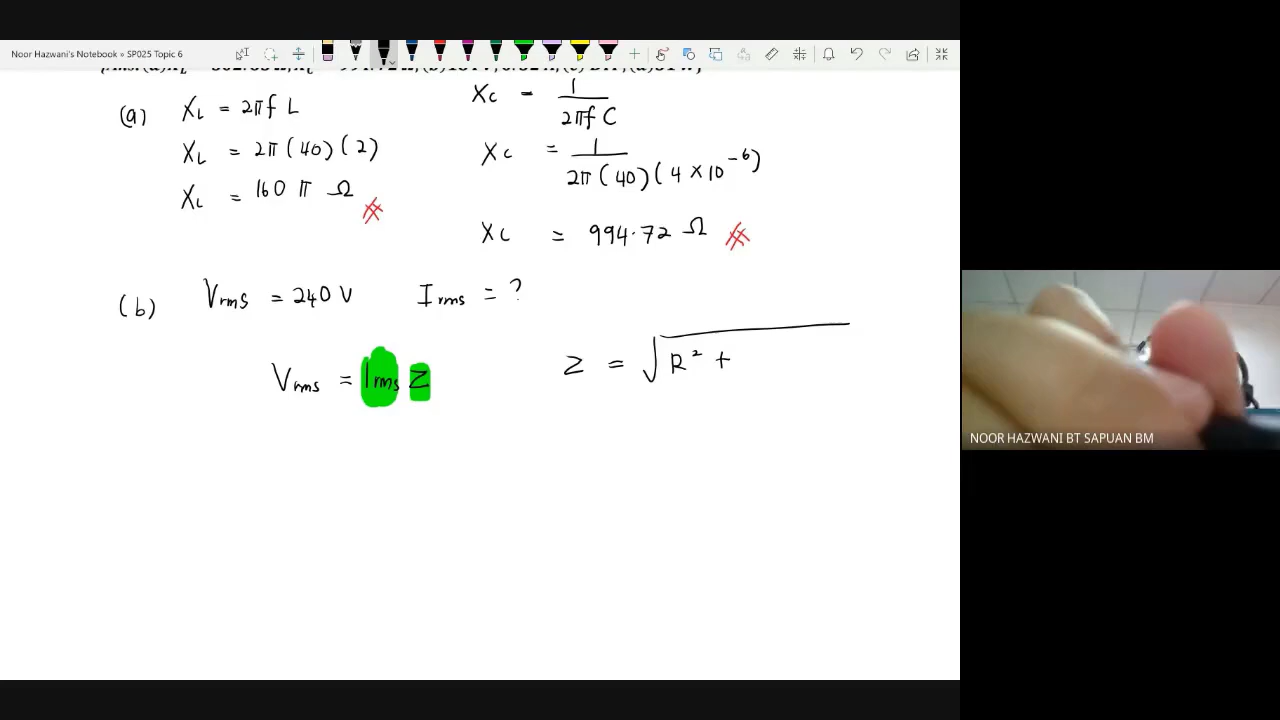 Noor Hazwani's Notebook » SP025 Topic 6
(a) X_L = 2πf L
X_L = 2π (40) (2)
X_L = 160 π Ω
X_C = 1 / 2πf C
X_C = 1 / 2π (40) (4 × 10^-6)
X_C = 994.72 Ω
(b) V_rms = 240 V I_rms = ?
V_rms = I_rms Z
Z = √R² +
NOOR HAZWANI BT SAPUAN BM